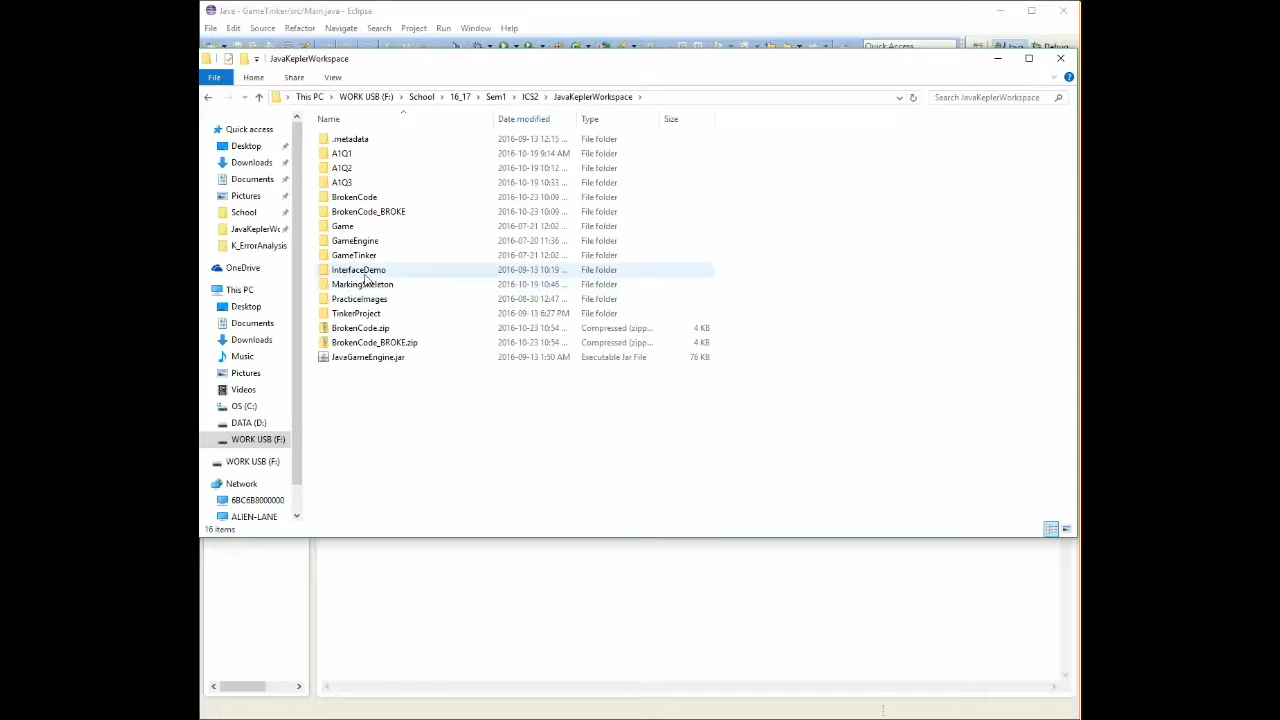 Java - GameTinker/src/Main.java - Eclipse
File Edit Source Refactor Navigate Search Project Run Window Help
Quick Access Java Debug
JavaKeplerWorkspace
File Home Share View
This PC > WORK USB (F:) > School > 16_17 > Sem1 > ICS2 > JavaKeplerWorkspace >
Search JavaKeplerWorkspace
Name Date modified Type Size
.metadata 2016-09-13 12:15 ... File folder
A1Q1 2016-10-19 9:14 AM File folder
A1Q2 2016-10-19 10:12 ... File folder
A1Q3 2016-10-19 10:33 ... File folder
BrokenCode 2016-10-23 10:09 ... File folder
BrokenCode_BROKE 2016-10-23 10:09 ... File folder
Game 2016-07-21 12:02 ... File folder
GameEngine 2016-07-20 11:36 ... File folder
GameTinker 2016-07-21 12:02 ... File folder
InterfaceDemo 2016-09-13 10:19 ... File folder
MarkingSkeleton 2016-10-19 10:46 ... File folder
PracticeImages 2016-08-30 12:47 ... File folder
TinkerProject 2016-09-13 6:27 PM File folder
BrokenCode.zip 2016-10-23 10:54 ... Compressed (zipp... 4 KB
BrokenCode_BROKE.zip 2016-10-23 10:54 ... Compressed (zipp... 4 KB
JavaGameEngine.jar 2016-09-13 1:50 AM Executable Jar File 76 KB
Quick access
Desktop
Downloads
Documents
Pictures
School
JavaKeplerWo
K_ErrorAnalysis
OneDrive
This PC
Desktop
Documents
Downloads
Music
Pictures
Videos
OS (C:)
DATA (D:)
WORK USB (F:)
WORK USB (F:)
Network
6BC6B8000000
ALIEN-LANE
16 items